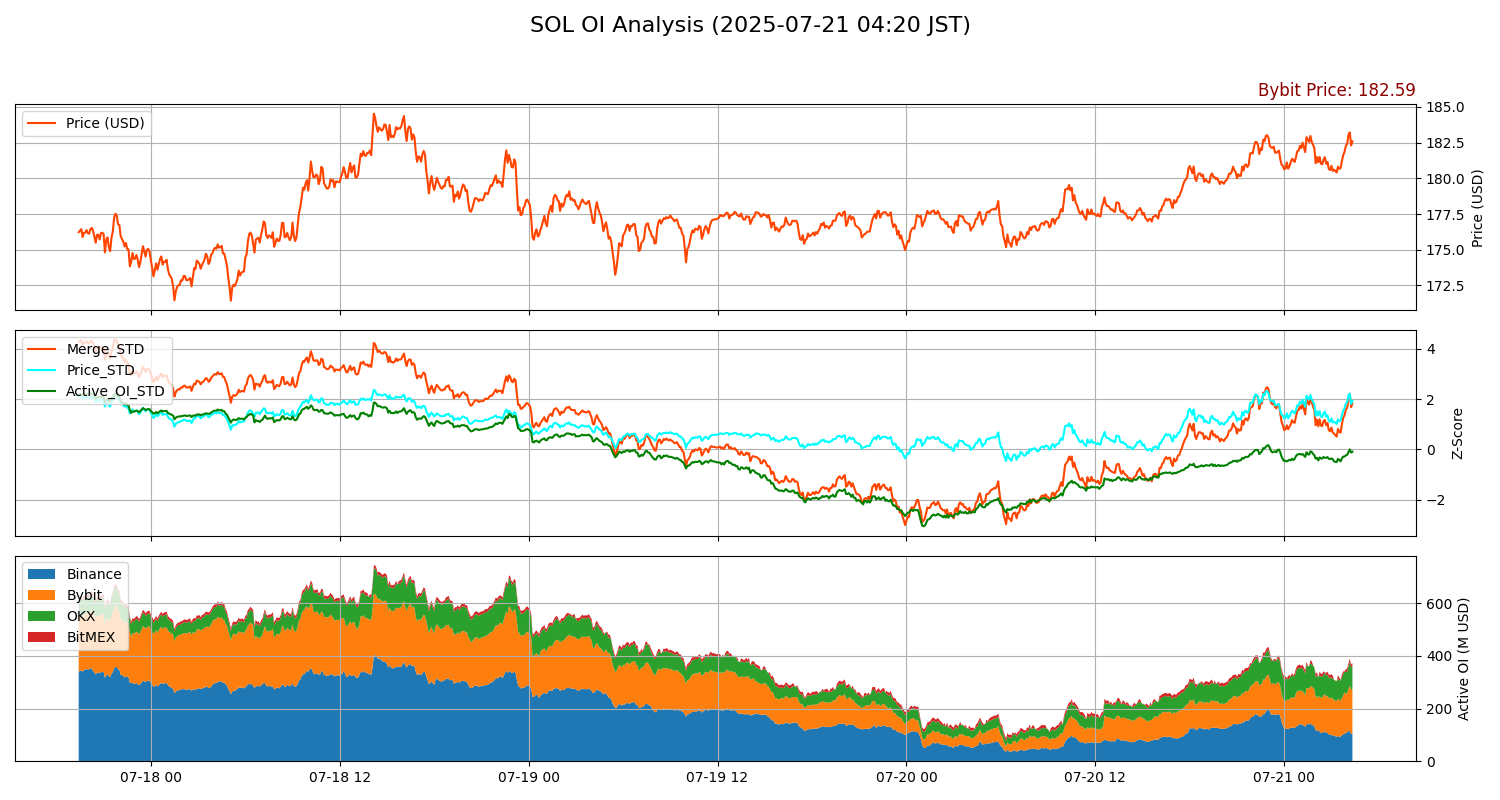 SOL OI Analysis (2025-07-21 04:20 JST)
Bybit Price: 182.59
Price (USD)
185.0
182.5
180.0
177.5
175.0
172.5
Price (USD)
Merge_STD
Price_STD
Active_OI_STD
4
2
0
−2
Z-Score
Binance
Bybit
OKX
BitMEX
600
400
200
0
Active OI (M USD)
07-18 00
07-18 12
07-19 00
07-19 12
07-20 00
07-20 12
07-21 00